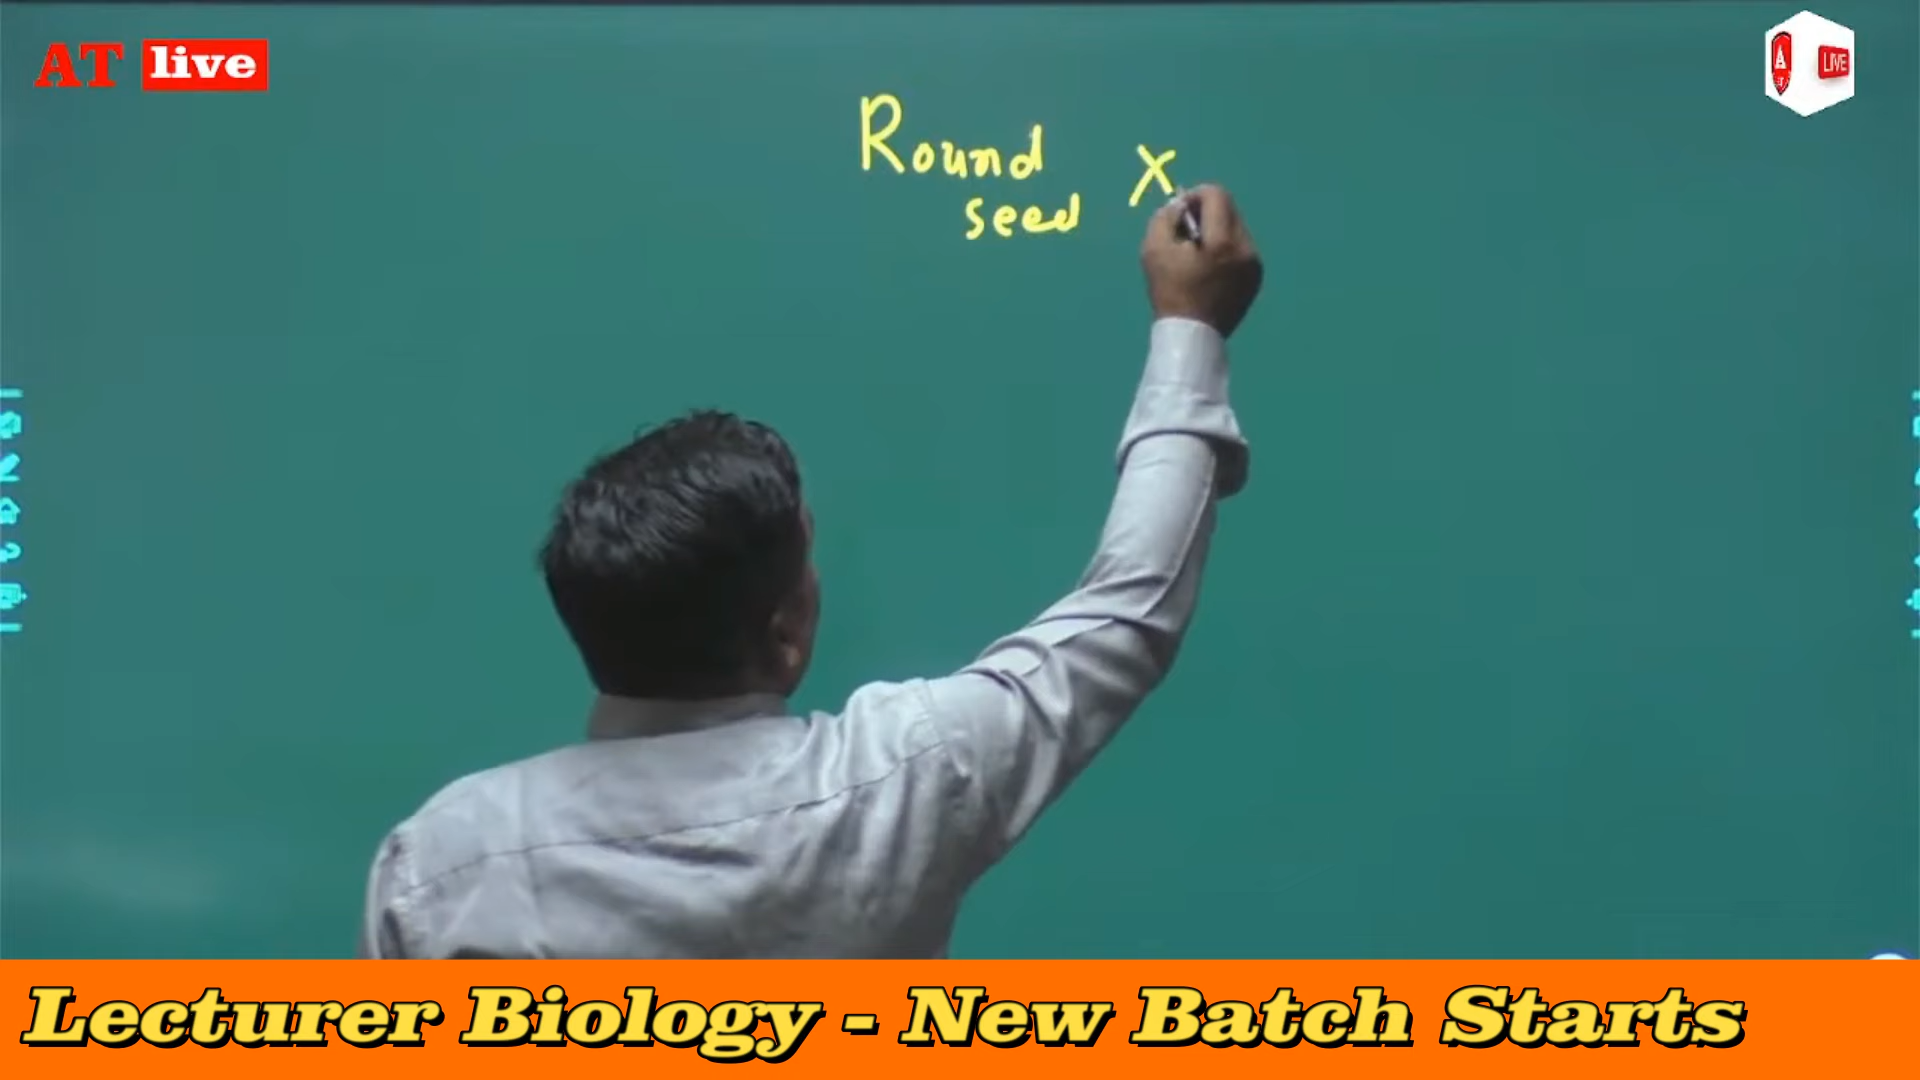 AT live
A LIVE
Round X
seed
Lecturer Biology - New Batch Starts